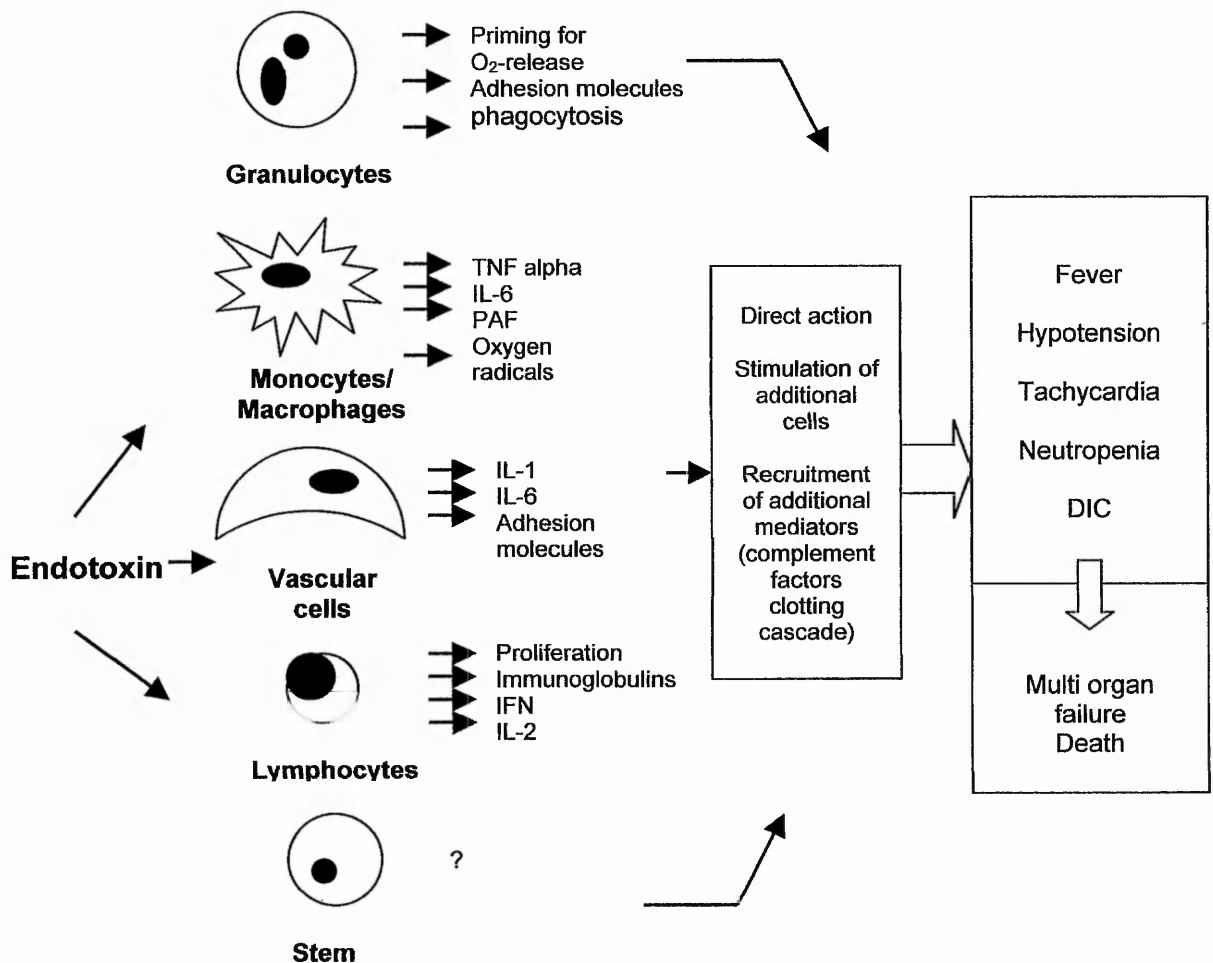 Priming for
O₂-release
Adhesion molecules
phagocytosis
Granulocytes
TNF alpha
IL-6
PAF
Oxygen
radicals
Monocytes/
Macrophages
IL-1
IL-6
Adhesion
molecules
Endotoxin
Vascular
cells
Proliferation
Immunoglobulins
IFN
IL-2
Lymphocytes
?
Stem
Direct action
Stimulation of
additional
cells
Recruitment
of additional
mediators
(complement
factors
clotting
cascade)
Fever
Hypotension
Tachycardia
Neutropenia
DIC
Multi organ
failure
Death